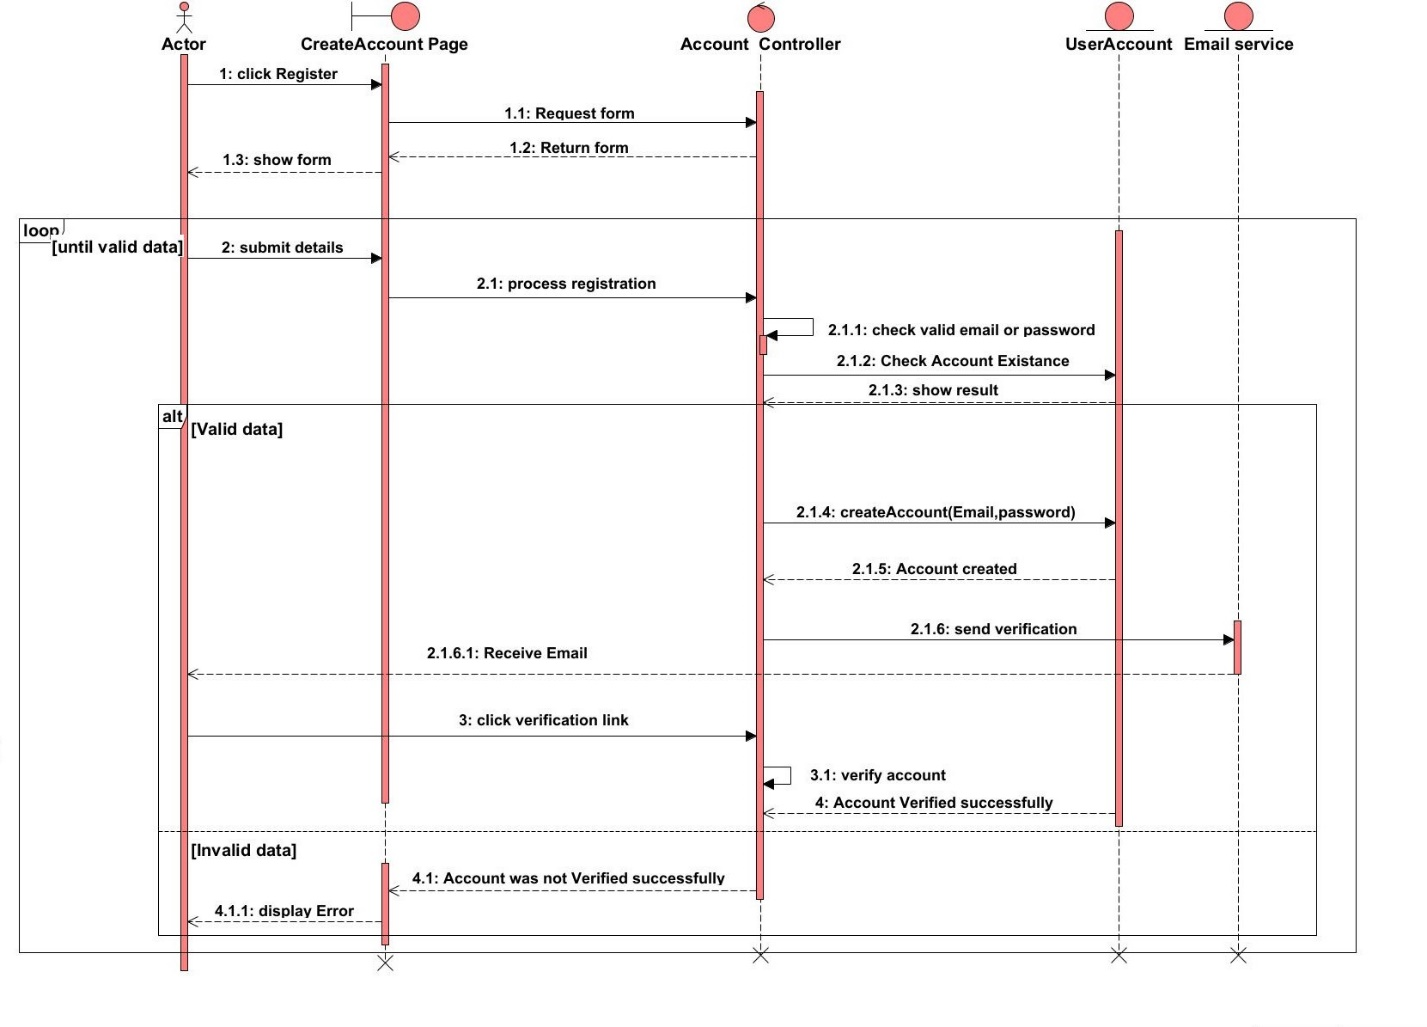 Actor
CreateAccount Page
Account Controller
UserAccount
Email service
1: click Register
1.1: Request form
1.2: Return form
1.3: show form
loop
[until valid data]
2: submit details
2.1: process registration
2.1.1: check valid email or password
2.1.2: Check Account Existance
2.1.3: show result
alt
[Valid data]
2.1.4: createAccount(Email,password)
2.1.5: Account created
2.1.6: send verification
2.1.6.1: Receive Email
3: click verification link
3.1: verify account
4: Account Verified successfully
[Invalid data]
4.1: Account was not Verified successfully
4.1.1: display Error